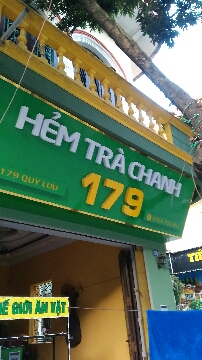 HẺM TRÀ CHANH
179
179 QUY LƯU
THẾ GIỚI ĂN VẶT